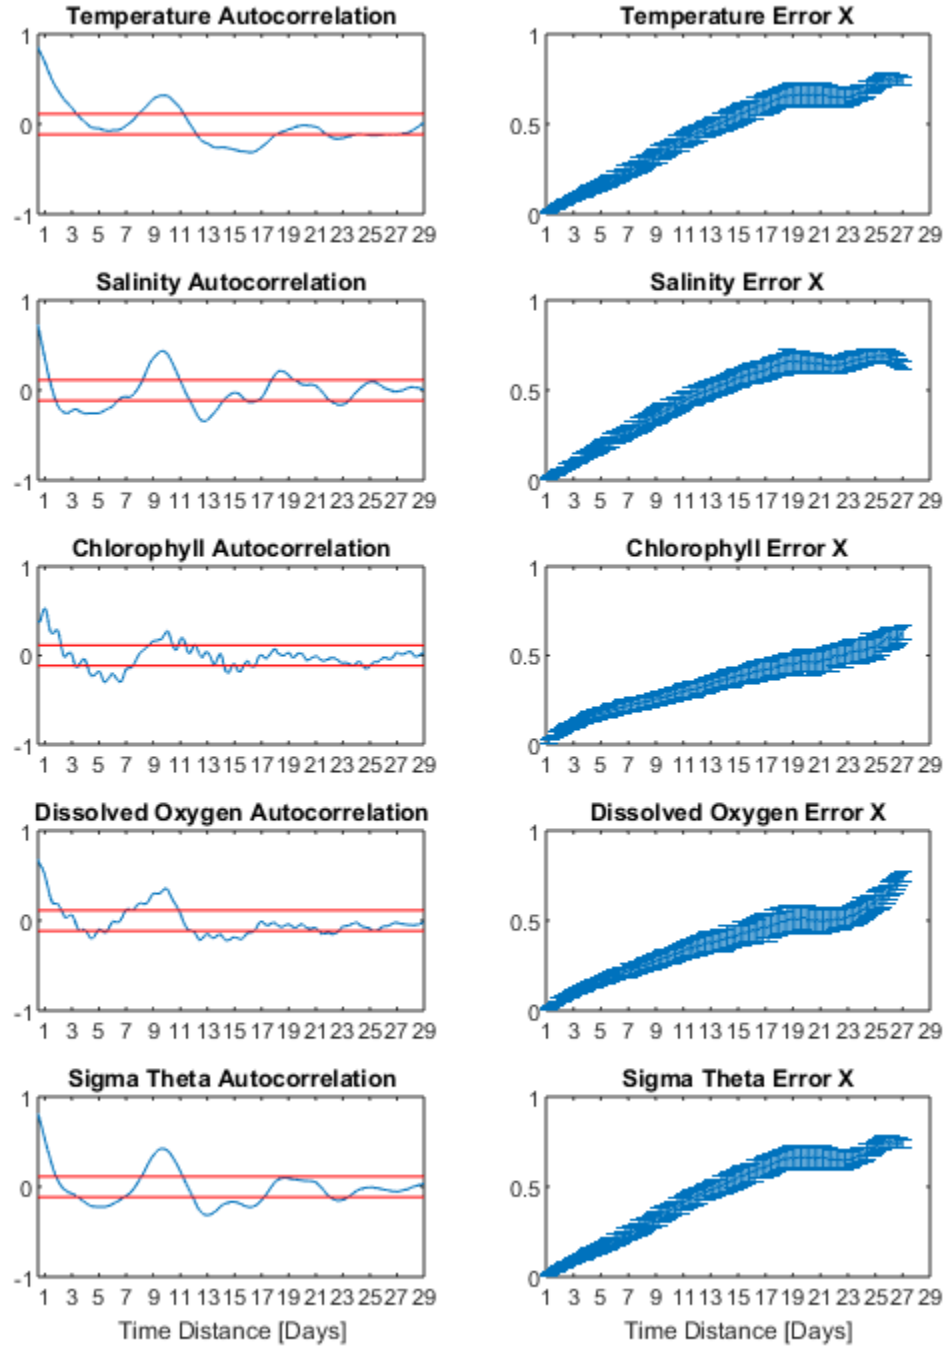 Temperature Autocorrelation
1
0
-1
1 3 5 7 9 11 13 15 17 19 21 23 25 27 29
Temperature Error X
1
0.5
0
1 3 5 7 9 11 13 15 17 19 21 23 25 27 29
Salinity Autocorrelation
1
0
-1
1 3 5 7 9 11 13 15 17 19 21 23 25 27 29
Salinity Error X
1
0.5
0
1 3 5 7 9 11 13 15 17 19 21 23 25 27 29
Chlorophyll Autocorrelation
1
0
-1
1 3 5 7 9 11 13 15 17 19 21 23 25 27 29
Chlorophyll Error X
1
0.5
0
1 3 5 7 9 11 13 15 17 19 21 23 25 27 29
Dissolved Oxygen Autocorrelation
1
0
-1
1 3 5 7 9 11 13 15 17 19 21 23 25 27 29
Dissolved Oxygen Error X
1
0.5
0
1 3 5 7 9 11 13 15 17 19 21 23 25 27 29
Sigma Theta Autocorrelation
1
0
-1
1 3 5 7 9 11 13 15 17 19 21 23 25 27 29
Time Distance [Days]
Sigma Theta Error X
1
0.5
0
1 3 5 7 9 11 13 15 17 19 21 23 25 27 29
Time Distance [Days]